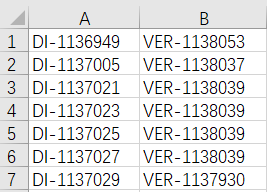 A B
1 DI-1136949 VER-1138053
2 DI-1137005 VER-1138037
3 DI-1137021 VER-1138039
4 DI-1137023 VER-1138039
5 DI-1137025 VER-1138039
6 DI-1137027 VER-1138039
7 DI-1137029 VER-1137930